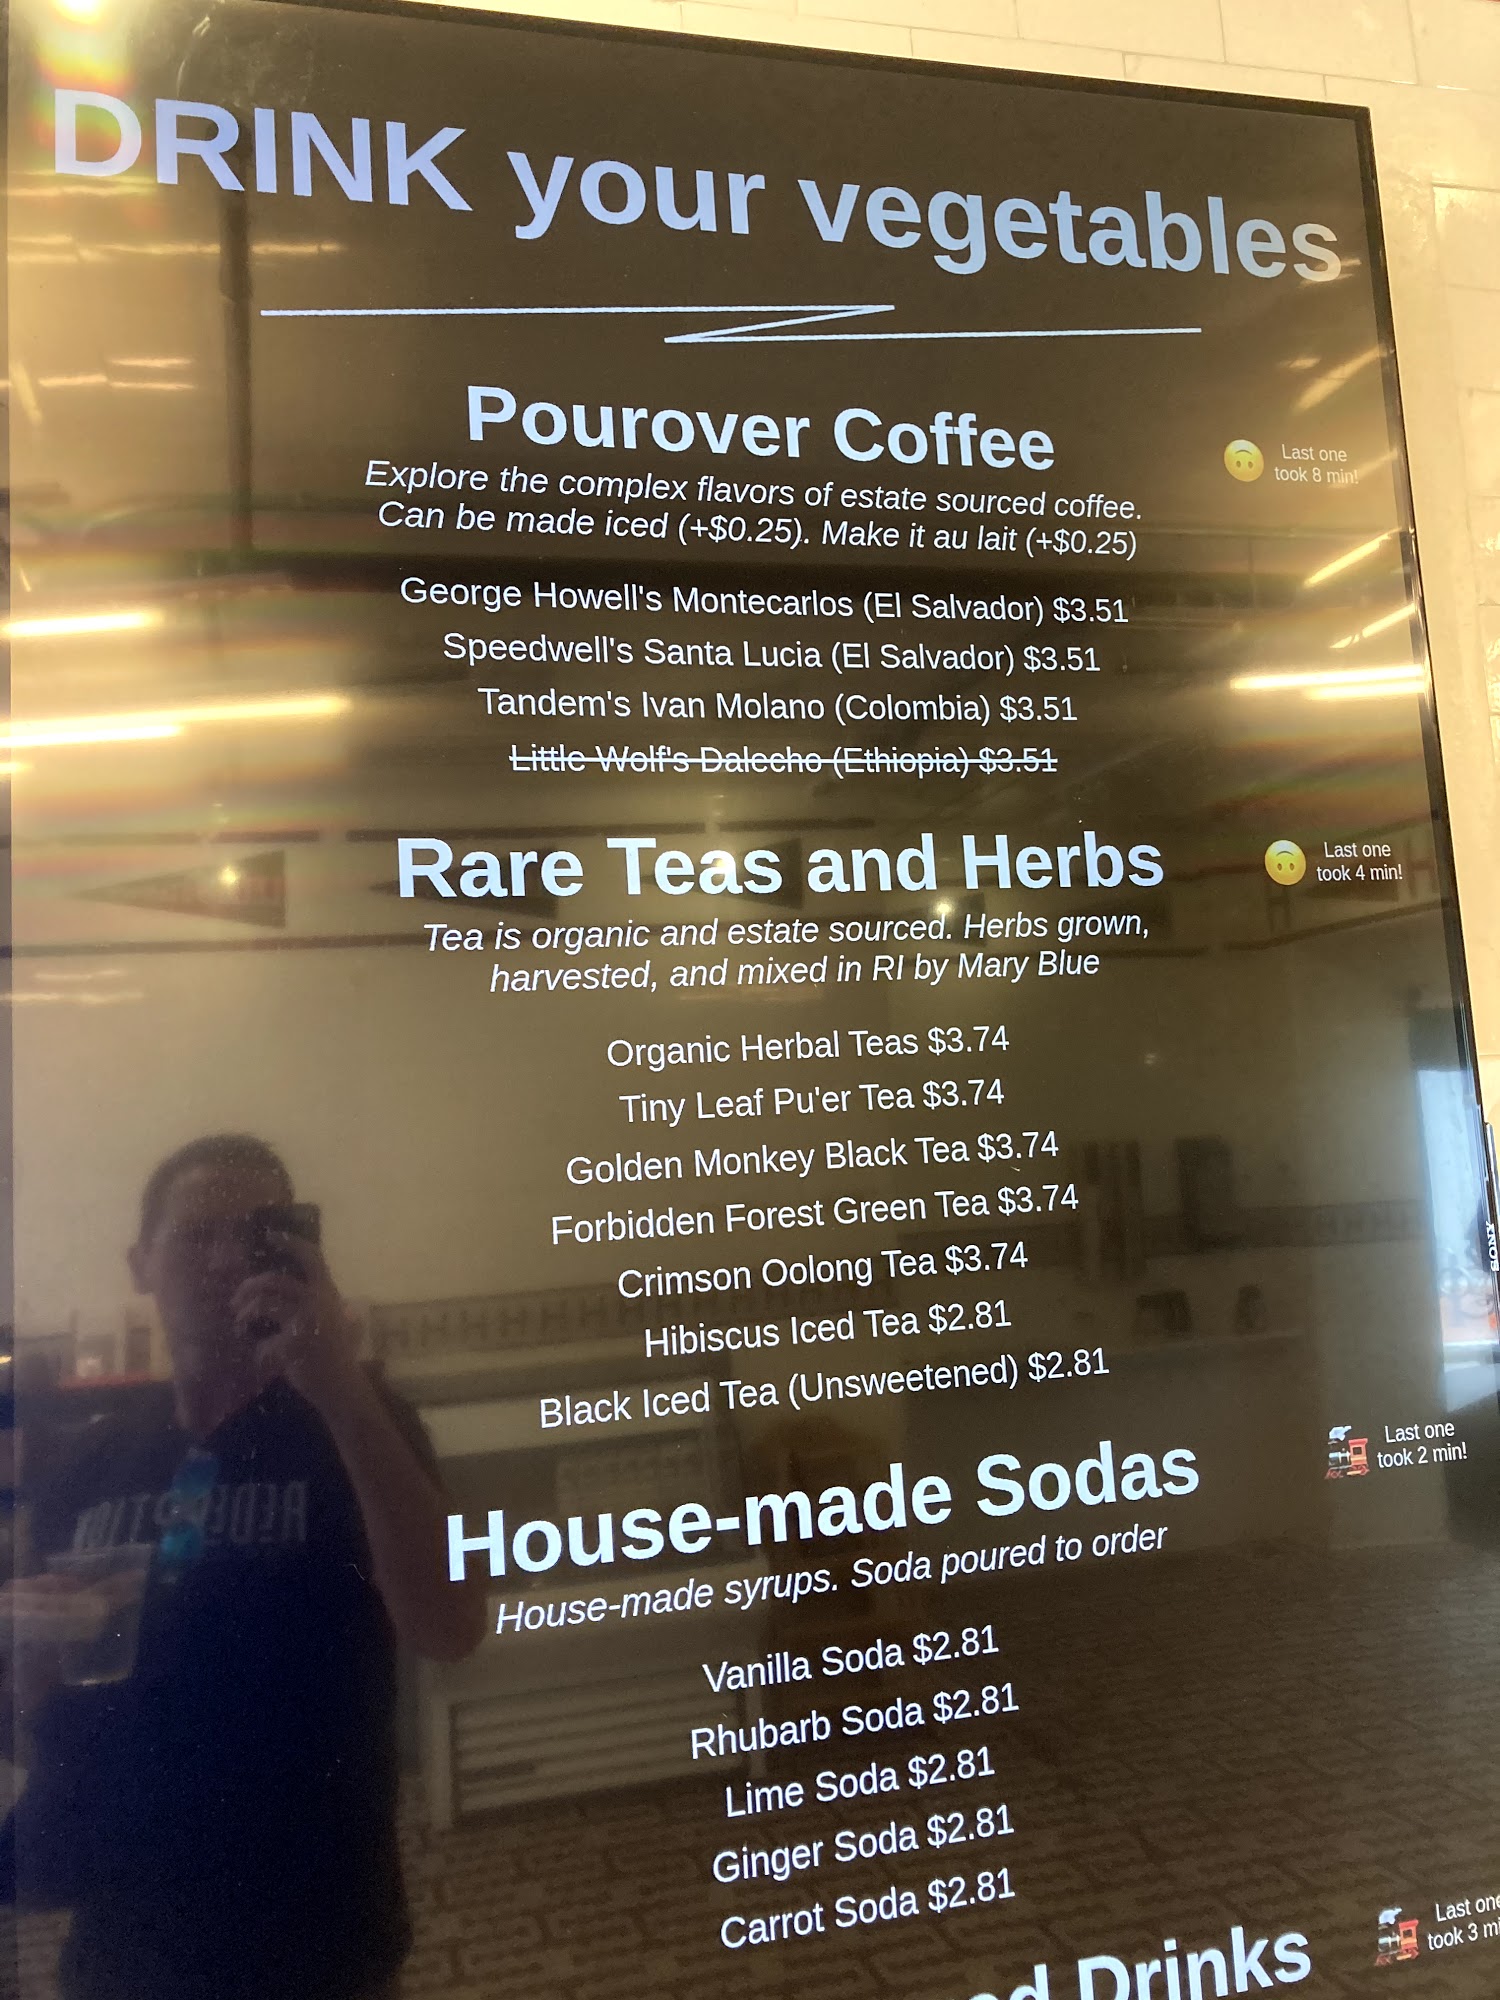 DRINK your vegetables
Pourover Coffee
Last one
took 8 min!
Explore the complex flavors of estate sourced coffee.
Can be made iced (+$0.25). Make it au lait (+$0.25)
George Howell's Montecarlos (El Salvador) $3.51
Speedwell's Santa Lucia (El Salvador) $3.51
Tandem's Ivan Molano (Colombia) $3.51
Little Wolf's Dalecho (Ethiopia) $3.51
Rare Teas and Herbs
Last one
took 4 min!
Tea is organic and estate sourced. Herbs grown,
harvested, and mixed in RI by Mary Blue
Organic Herbal Teas $3.74
Tiny Leaf Pu'er Tea $3.74
Golden Monkey Black Tea $3.74
Forbidden Forest Green Tea $3.74
Crimson Oolong Tea $3.74
Hibiscus Iced Tea $2.81
Black Iced Tea (Unsweetened) $2.81
SONY
House-made Sodas
Last one
took 2 min!
House-made syrups. Soda poured to order
Vanilla Soda $2.81
Rhubarb Soda $2.81
Lime Soda $2.81
Ginger Soda $2.81
Carrot Soda $2.81
Drinks
Last one
took 3